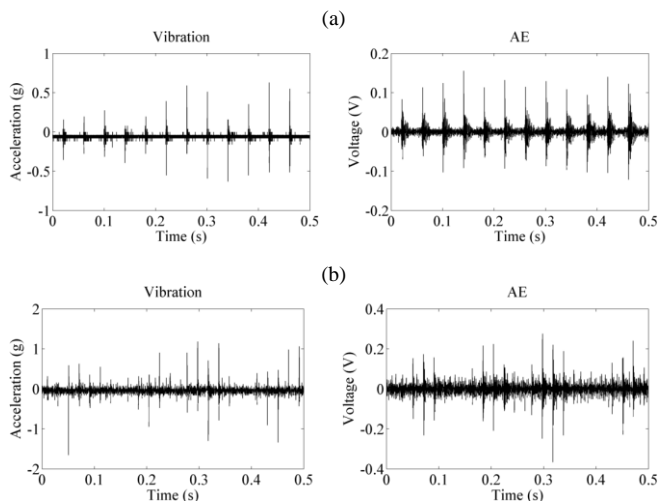 (a)
Vibration
AE
Acceleration (g)
1
0.5
0
-0.5
-1
0 0.1 0.2 0.3 0.4 0.5
Time (s)
Voltage (V)
0.2
0.1
0
-0.1
-0.2
0 0.1 0.2 0.3 0.4 0.5
Time (s)
(b)
Vibration
AE
Acceleration (g)
2
1
0
-1
-2
0 0.1 0.2 0.3 0.4 0.5
Time (s)
Voltage (V)
0.4
0.2
0
-0.2
-0.4
0 0.1 0.2 0.3 0.4 0.5
Time (s)